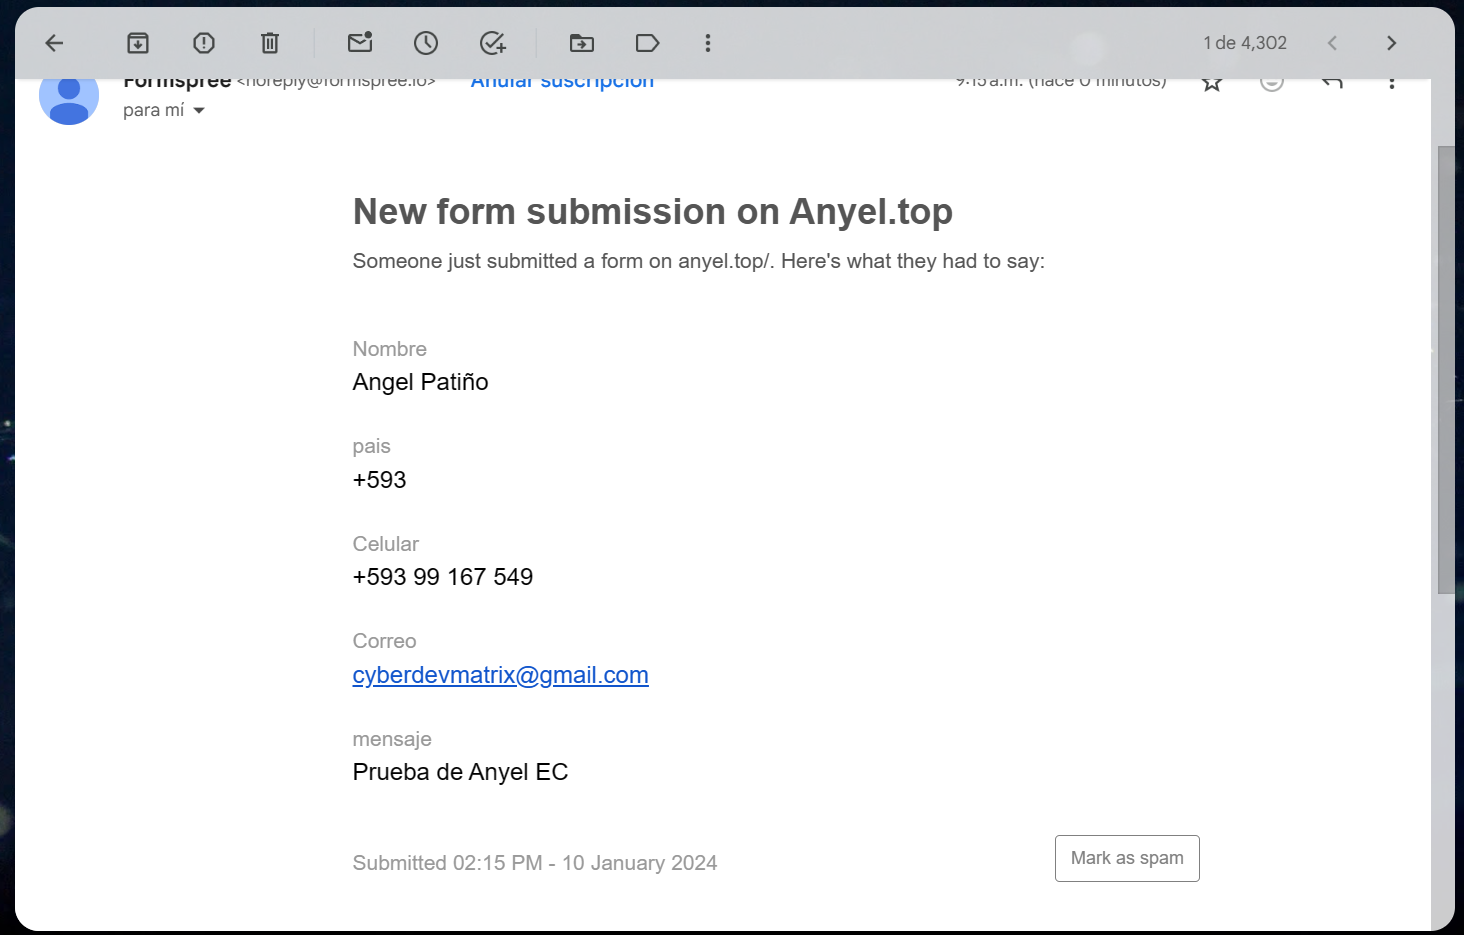 1 de 4,302
Formspree <noreply@formspree.io> Anular suscripción 9:15 a.m. (hace 0 minutos)
para mí
New form submission on Anyel.top
Someone just submitted a form on anyel.top/. Here's what they had to say:
Nombre
Angel Patiño
pais
+593
Celular
+593 99 167 549
Correo
cyberdevmatrix@gmail.com
mensaje
Prueba de Anyel EC
Submitted 02:15 PM - 10 January 2024
Mark as spam